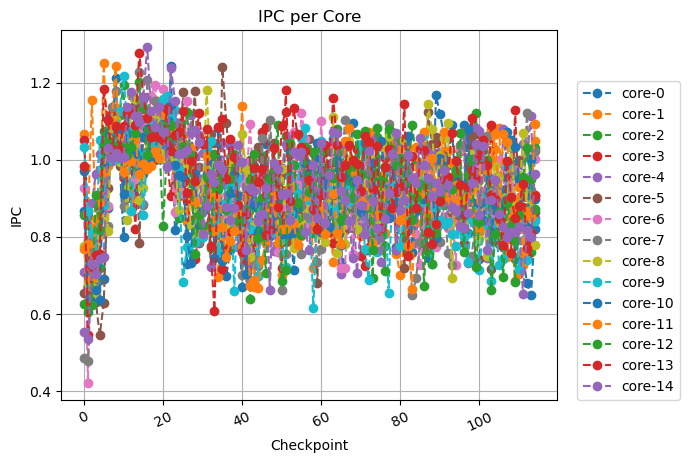 IPC per Core
IPC
1.2
1.0
0.8
0.6
0.4
0
20
40
60
80
100
Checkpoint
core-0
core-1
core-2
core-3
core-4
core-5
core-6
core-7
core-8
core-9
core-10
core-11
core-12
core-13
core-14